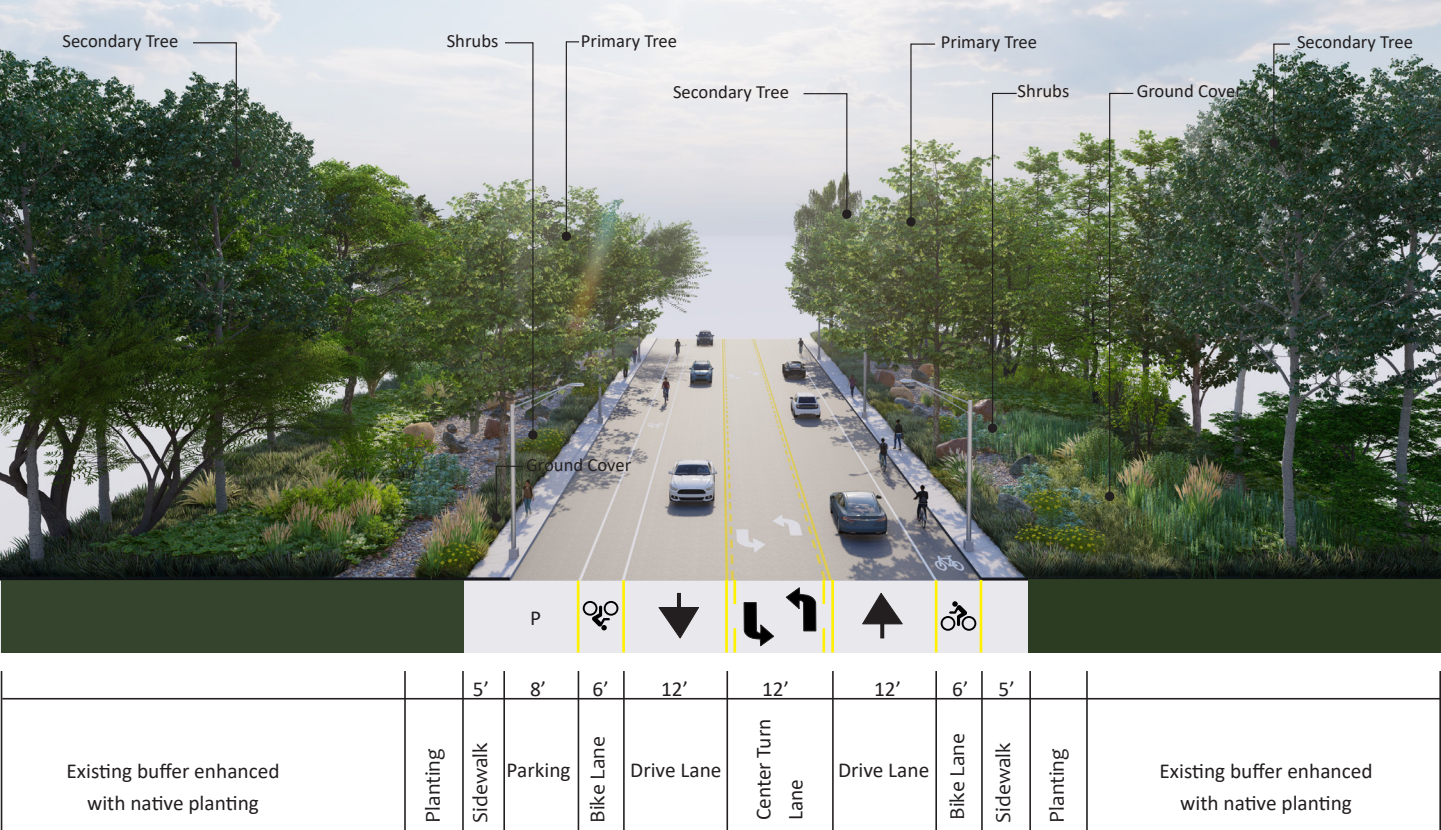 Secondary Tree
Shrubs
Primary Tree
Primary Tree
Secondary Tree
Secondary Tree
Shrubs
Ground Cover
Ground Cover
P
5’
8’
6’
12’
12’
12’
6’
5’
Existing buffer enhanced
with native planting
Planting
Sidewalk
Parking
Bike Lane
Drive Lane
Center Turn
Lane
Drive Lane
Bike Lane
Sidewalk
Planting
Existing buffer enhanced
with native planting